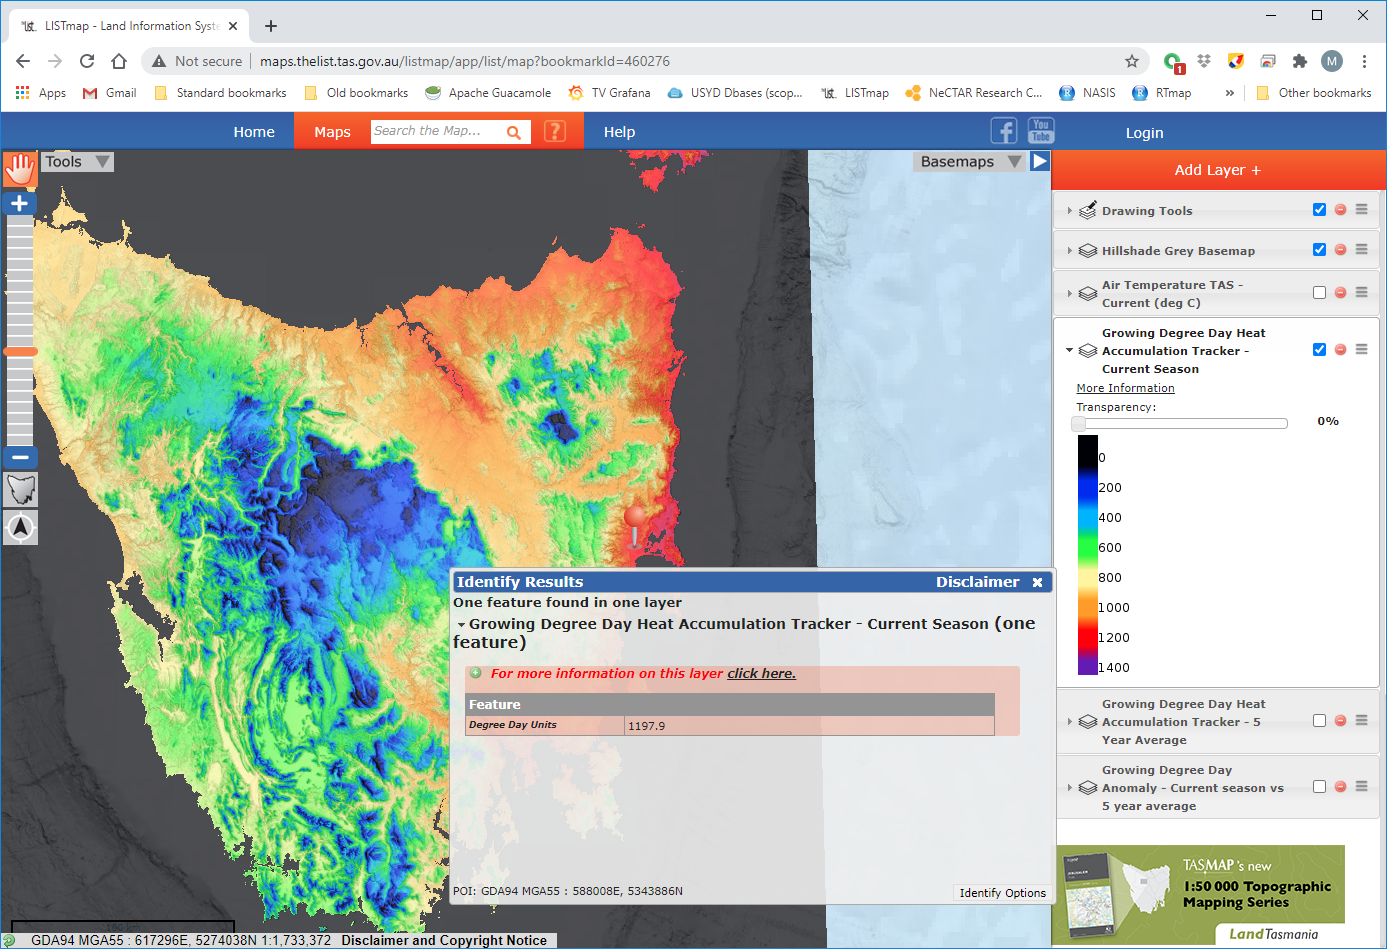 LISTmap - Land Information Syste
Not secure
maps.thelist.tas.gov.au/listmap/app/list/map?bookmarkId=460276
1
M
Apps
Gmail
Standard bookmarks
Old bookmarks
Apache Guacamole
TV Grafana
USYD Dbases (scop...
LISTmap
NeCTAR Research C...
NASIS
RTmap
»
Other bookmarks
Home
Maps
Search the Map...
?
Help
f
You Tube
Login
Tools
Basemaps
Add Layer +
Drawing Tools
Hillshade Grey Basemap
Air Temperature TAS -
Current (deg C)
Growing Degree Day Heat
Accumulation Tracker -
Current Season
More Information
Transparency:
0%
0
200
400
600
800
1000
1200
1400
Growing Degree Day Heat
Accumulation Tracker - 5
Year Average
Growing Degree Day
Anomaly - Current season vs
5 year average
Identify Results
Disclaimer
One feature found in one layer
Growing Degree Day Heat Accumulation Tracker - Current Season (one
feature)
For more information on this layer click here.
Feature
Degree Day Units
1197.9
POI: GDA94 MGA55 : 588008E, 5343886N
Identify Options
TASMAP's new
1:50 000 Topographic
Mapping Series
LandTasmania
GDA94 MGA55 : 617296E, 5274038N 1:1,733,372 Disclaimer and Copyright Notice